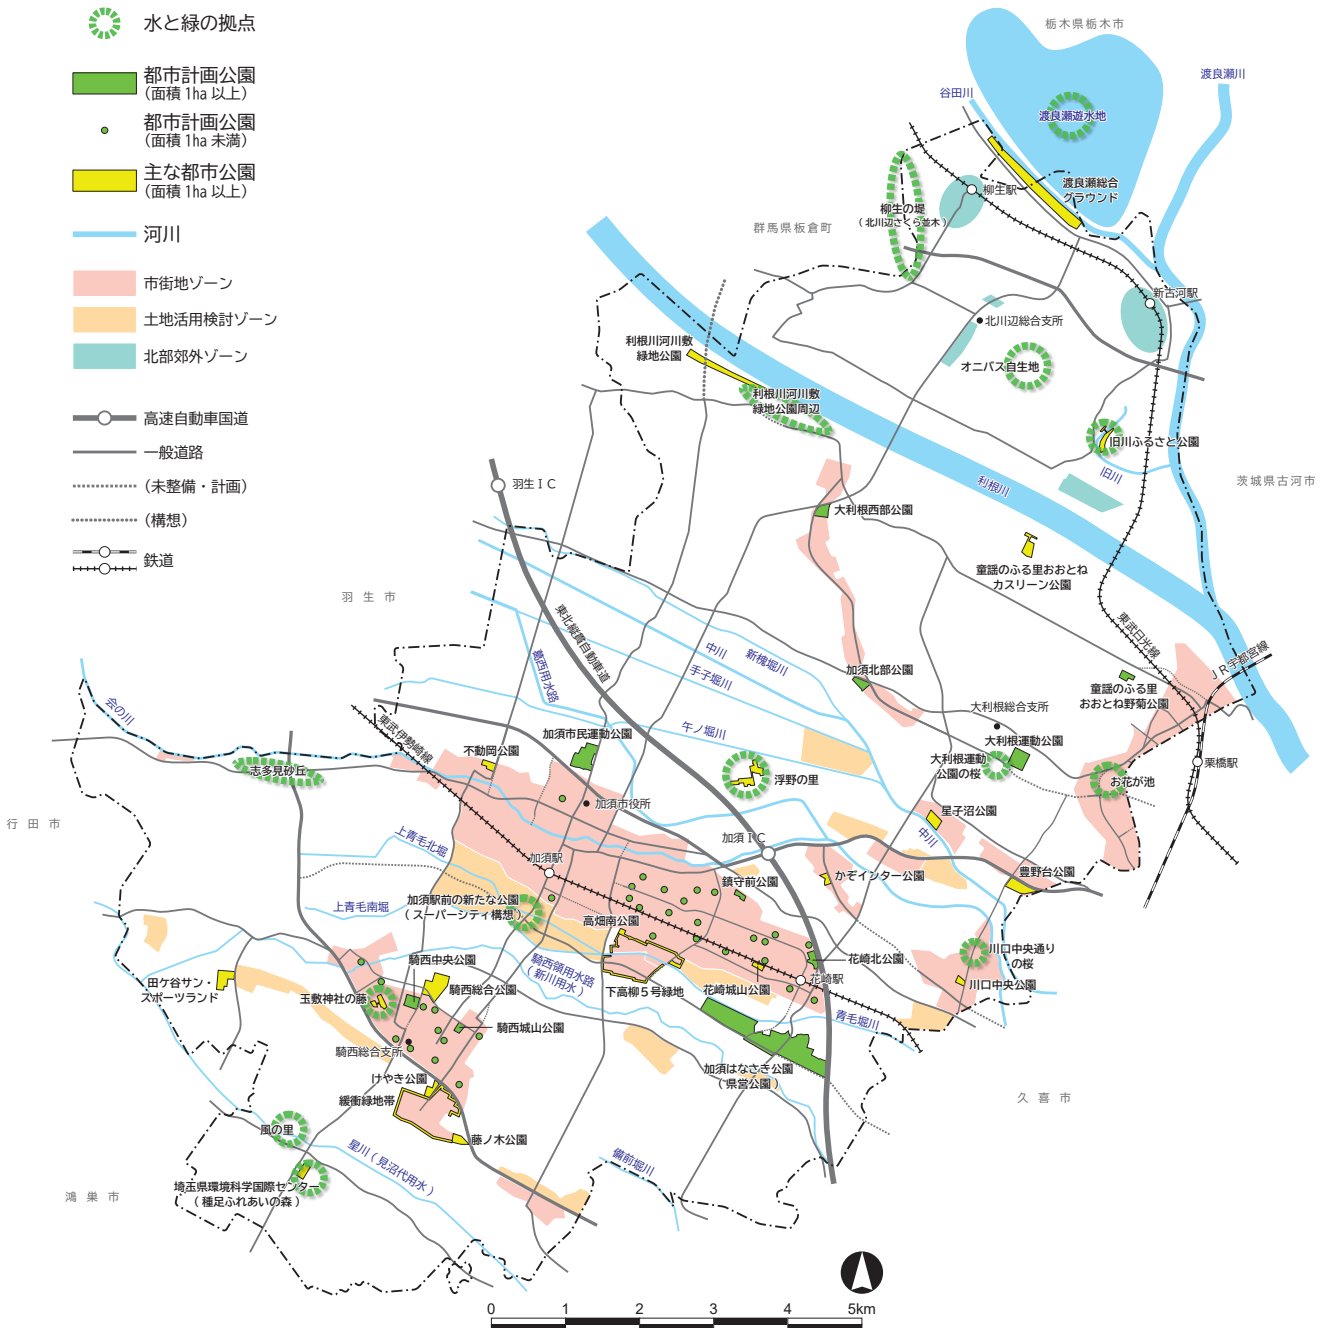 水と緑の拠点
都市計画公園
(面積 1ha 以上)
都市計画公園
(面積 1ha 未満)
主な都市公園
(面積 1ha 以上)
河川
市街地ゾーン
土地活用検討ゾーン
北部郊外ゾーン
高速自動車国道
一般道路
(未整備・計画)
(構想)
鉄道
栃木県栃木市
渡良瀬川
谷田川
渡良瀬遊水地
柳生駅
渡良瀬総合
グラウンド
柳生の堤
(北川辺さくら並木)
群馬県板倉町
新古河駅
北川辺総合支所
利根川河川敷
緑地公園
オニバス自生地
利根川河川敷
緑地公園周辺
旧川ふるさと公園
旧川
茨城県古河市
利根川
羽生IC
大利根西部公園
童謡のふる里おおとね
カスリーン公園
羽生市
東北縦貫自動車道
東武日光線
JR宇都宮線
葛西用水路
中川
新槐堀川
手子堀川
加須北部公園
童謡のふる里
おおとね野菊公園
会の川
大利根総合支所
午ノ堀川
東武伊勢崎線
加須市民運動公園
不動岡公園
大利根運動公園
大利根運動
公園の桜
栗橋駅
志多見砂丘
浮野の里
お花が池
加須市役所
星子沼公園
行田市
中川
加須IC
上青毛北堀
加須駅
鎮守前公園
かぞインター公園
豊野台公園
上青毛南堀
加須駅前の新たな公園
(スーパーシティ構想)
高畑南公園
川口中央通り
の桜
騎西中央公園
騎西領用水路
(新川用水)
花崎北公園
田ケ谷サン・
スポーツランド
騎西総合公園
下高柳5号緑地
花崎城山公園
花崎駅
川口中央公園
玉敷神社の藤
騎西城山公園
青毛堀川
騎西総合支所
加須はなさき公園
(県営公園)
けやき公園
緩衝緑地帯
久喜市
風の里
藤ノ木公園
星川(見沼代用水)
備前堀川
埼玉県環境科学国際センター
(種足ふれあいの森)
鴻巣市
0 1 2 3 4 5km